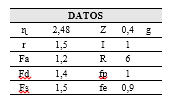 DATOS
η 2,48 Z 0,4 g
r 1,5 I 1
Fa 1,2 R 6
Fd 1,4 fp 1
Fs 1,5 fe 0,9